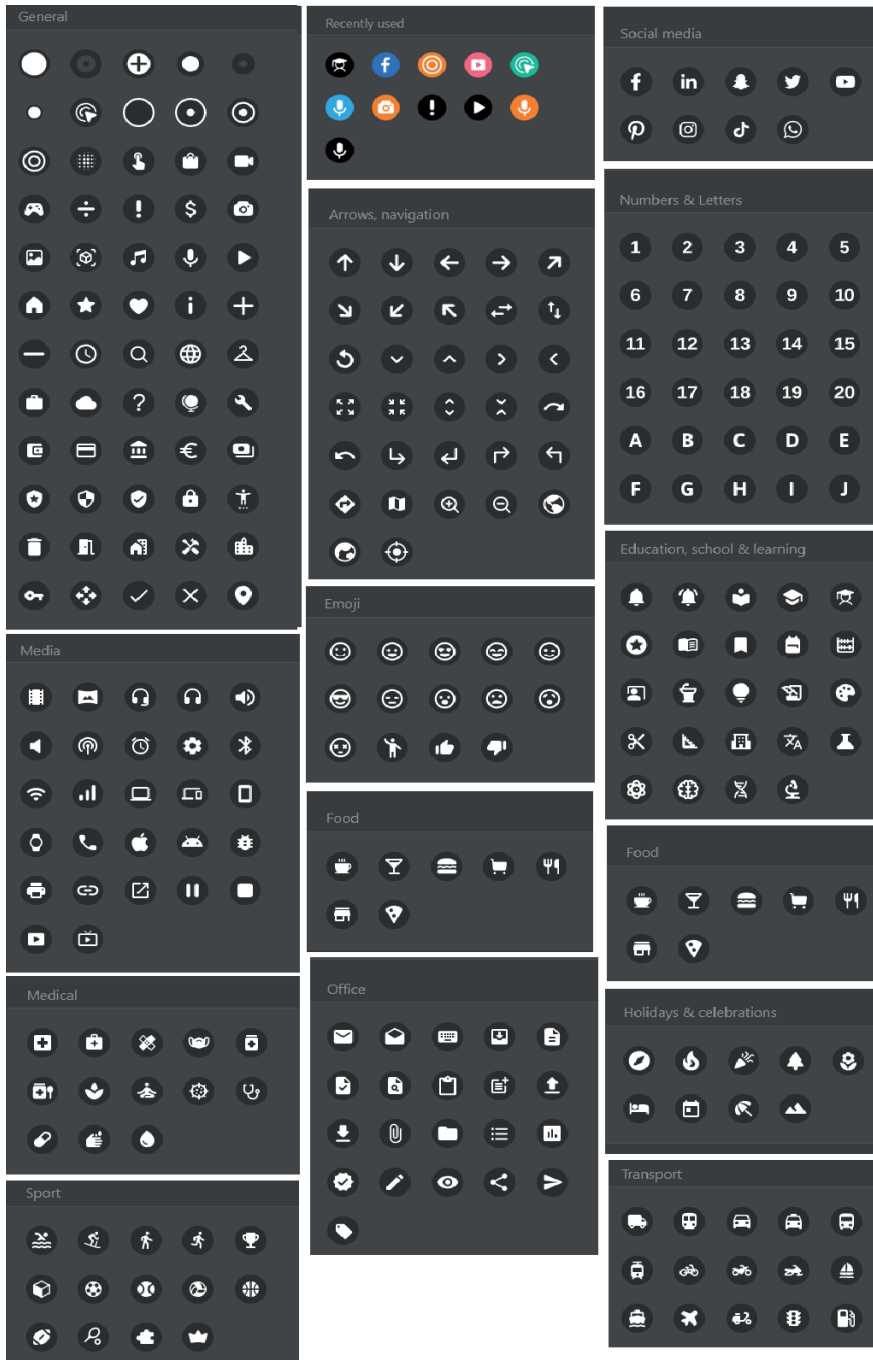 General
Recently used
Social media
Arrows, navigation
Numbers & Letters
1 2 3 4 5
6 7 8 9 10
11 12 13 14 15
16 17 18 19 20
A B C D E
F G H I J
Education, school & learning
Emoji
Media
Food
Food
Medical
Office
Holidays & celebrations
Transport
Sport